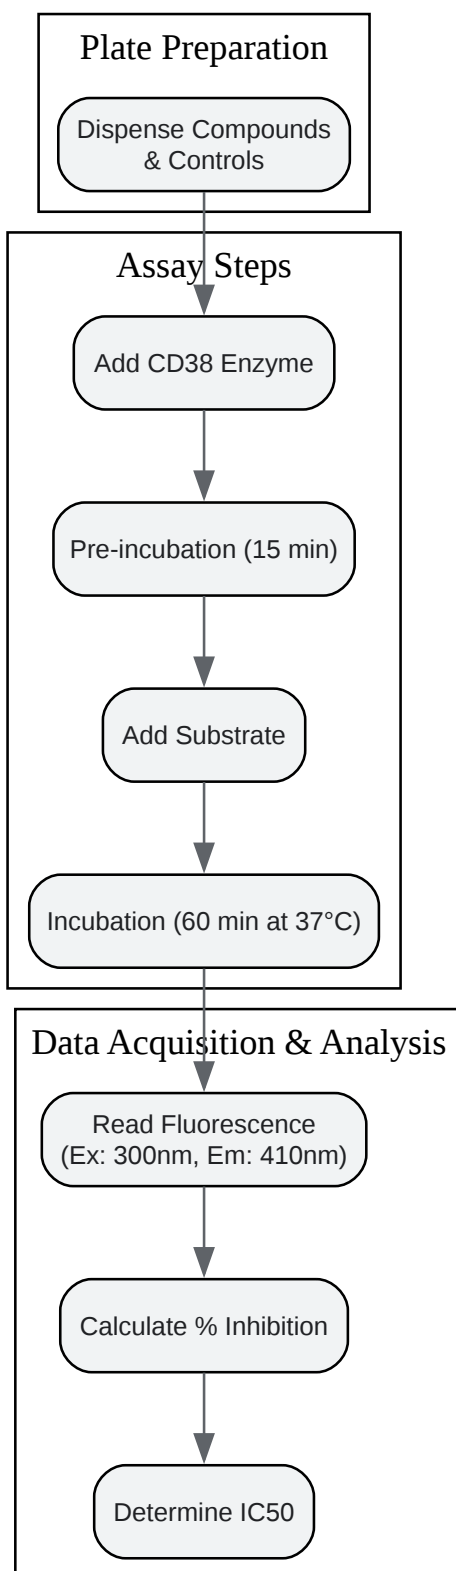 Plate Preparation
Dispense Compounds
& Controls
Assay Steps
Add CD38 Enzyme
Pre-incubation (15 min)
Add Substrate
Incubation (60 min at 37°C)
Data Acquisition & Analysis
Read Fluorescence
(Ex: 300nm, Em: 410nm)
Calculate % Inhibition
Determine IC50